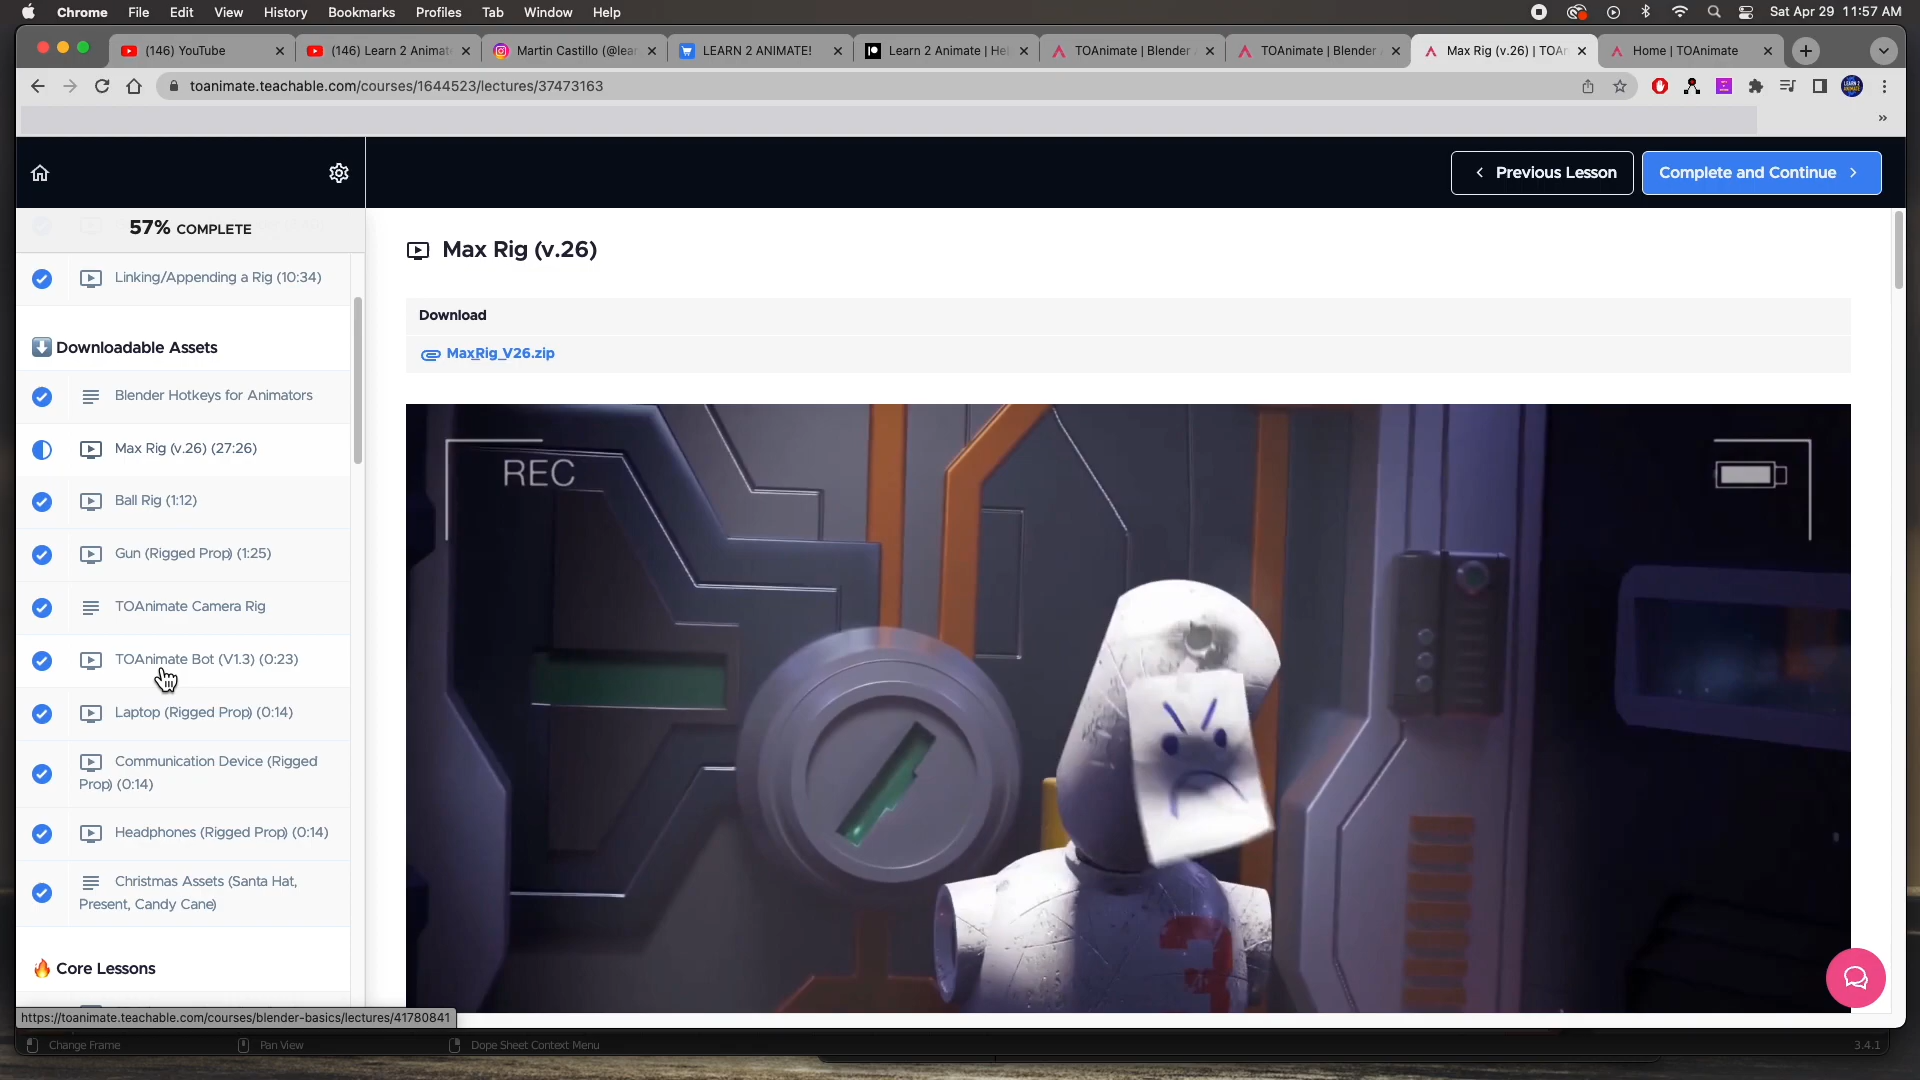 Chrome File Edit View History Bookmarks Profiles Tab Window Help
Sat Apr 29 11:57 AM
(146) YouTube
(146) Learn 2 Animat
Martin Castillo (@lear
LEARN 2 ANIMATE!
Learn 2 Animate | He
TOAnimate | Blender
TOAnimate | Blender
Max Rig (v.26) | TOAn
Home | TOAnimate
toanimate.teachable.com/courses/1644523/lectures/37473163
Previous Lesson
Complete and Continue
57% COMPLETE
Linking/Appending a Rig (10:34)
Downloadable Assets
Blender Hotkeys for Animators
Max Rig (v.26) (27:26)
Ball Rig (1:12)
Gun (Rigged Prop) (1:25)
TOAnimate Camera Rig
TOAnimate Bot (V1.3) (0:23)
Laptop (Rigged Prop) (0:14)
Communication Device (Rigged
Prop) (0:14)
Headphones (Rigged Prop) (0:14)
Christmas Assets (Santa Hat,
Present, Candy Cane)
Core Lessons
Max Rig (v.26)
Download
MaxRig_V26.zip
REC
3
https://toanimate.teachable.com/courses/blender-basics/lectures/41780841
Change Frame
Pan View
Dope Sheet Context Menu
3.4.1